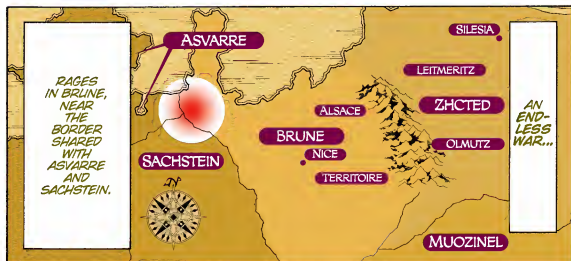 AN
END-
LESS
WAR...
SILESIA
LEITMERITZ
ZHCTED
OLMUTZ
MUOZINEL
ALSACE
BRUNE
NICE
TERRITOIRE
ASVARRE
SACHSTEIN
N
RAGES
IN BRUNE,
NEAR
THE
BORDER
SHARED
WITH
ASVARRE
AND
SACHSTEIN.